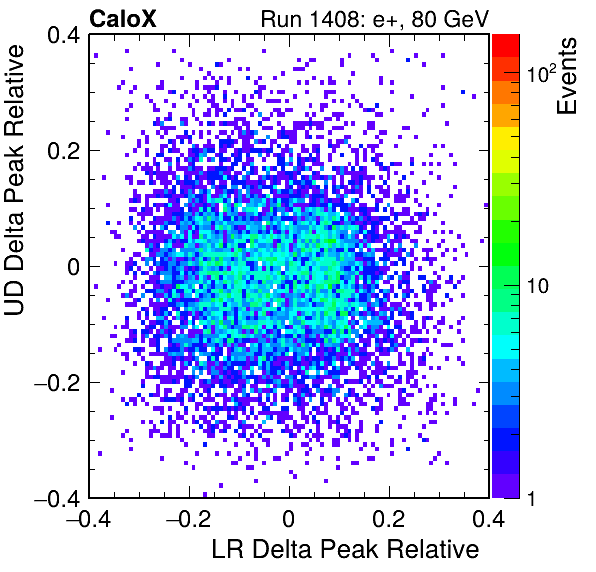 CaloX Run 1408: e+, 80 GeV
Events
10²
10
1
UD Delta Peak Relative
0.4
0.2
0
−0.2
−0.4
−0.4 −0.2 0 0.2 0.4
LR Delta Peak Relative